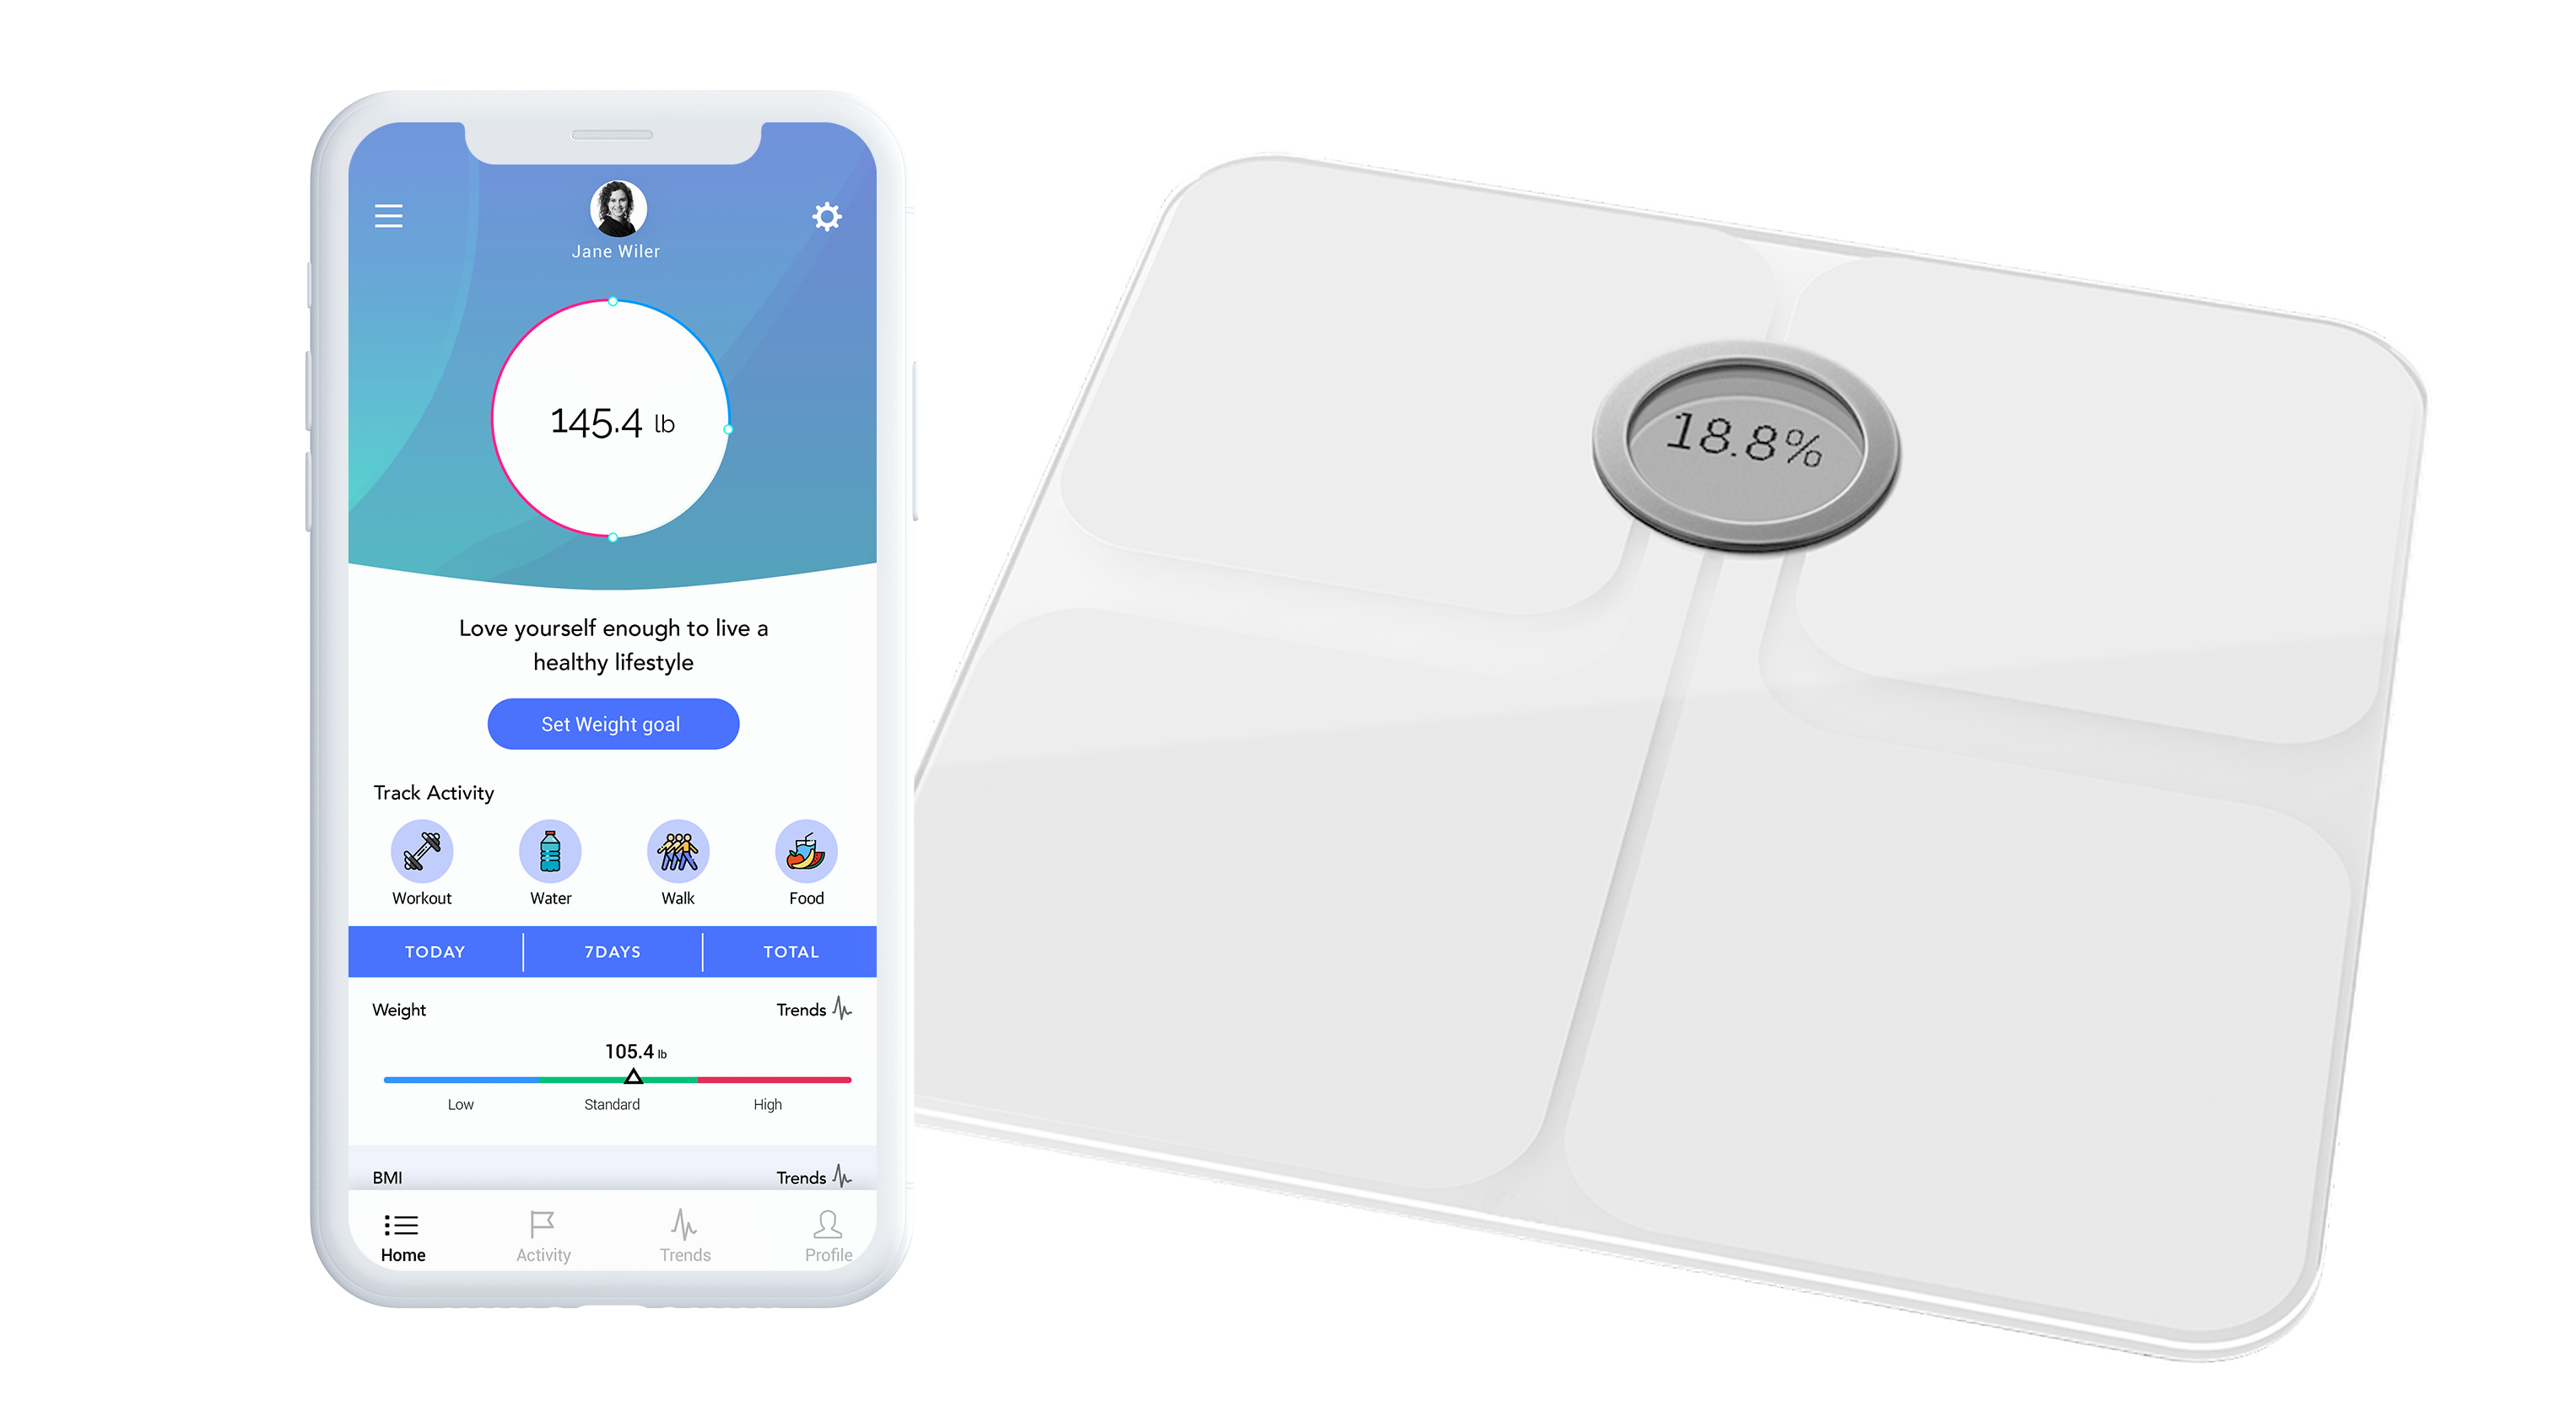 Jane Wiler
145.4 lb
Love yourself enough to live a
healthy lifestyle
Set Weight goal
Track Activity
Workout
Water
Walk
Food
TODAY
7DAYS
TOTAL
Weight
Trends
105.4 lb
Low
Standard
High
BMI
Trends
Home
Activity
Trends
Profile
18.8%